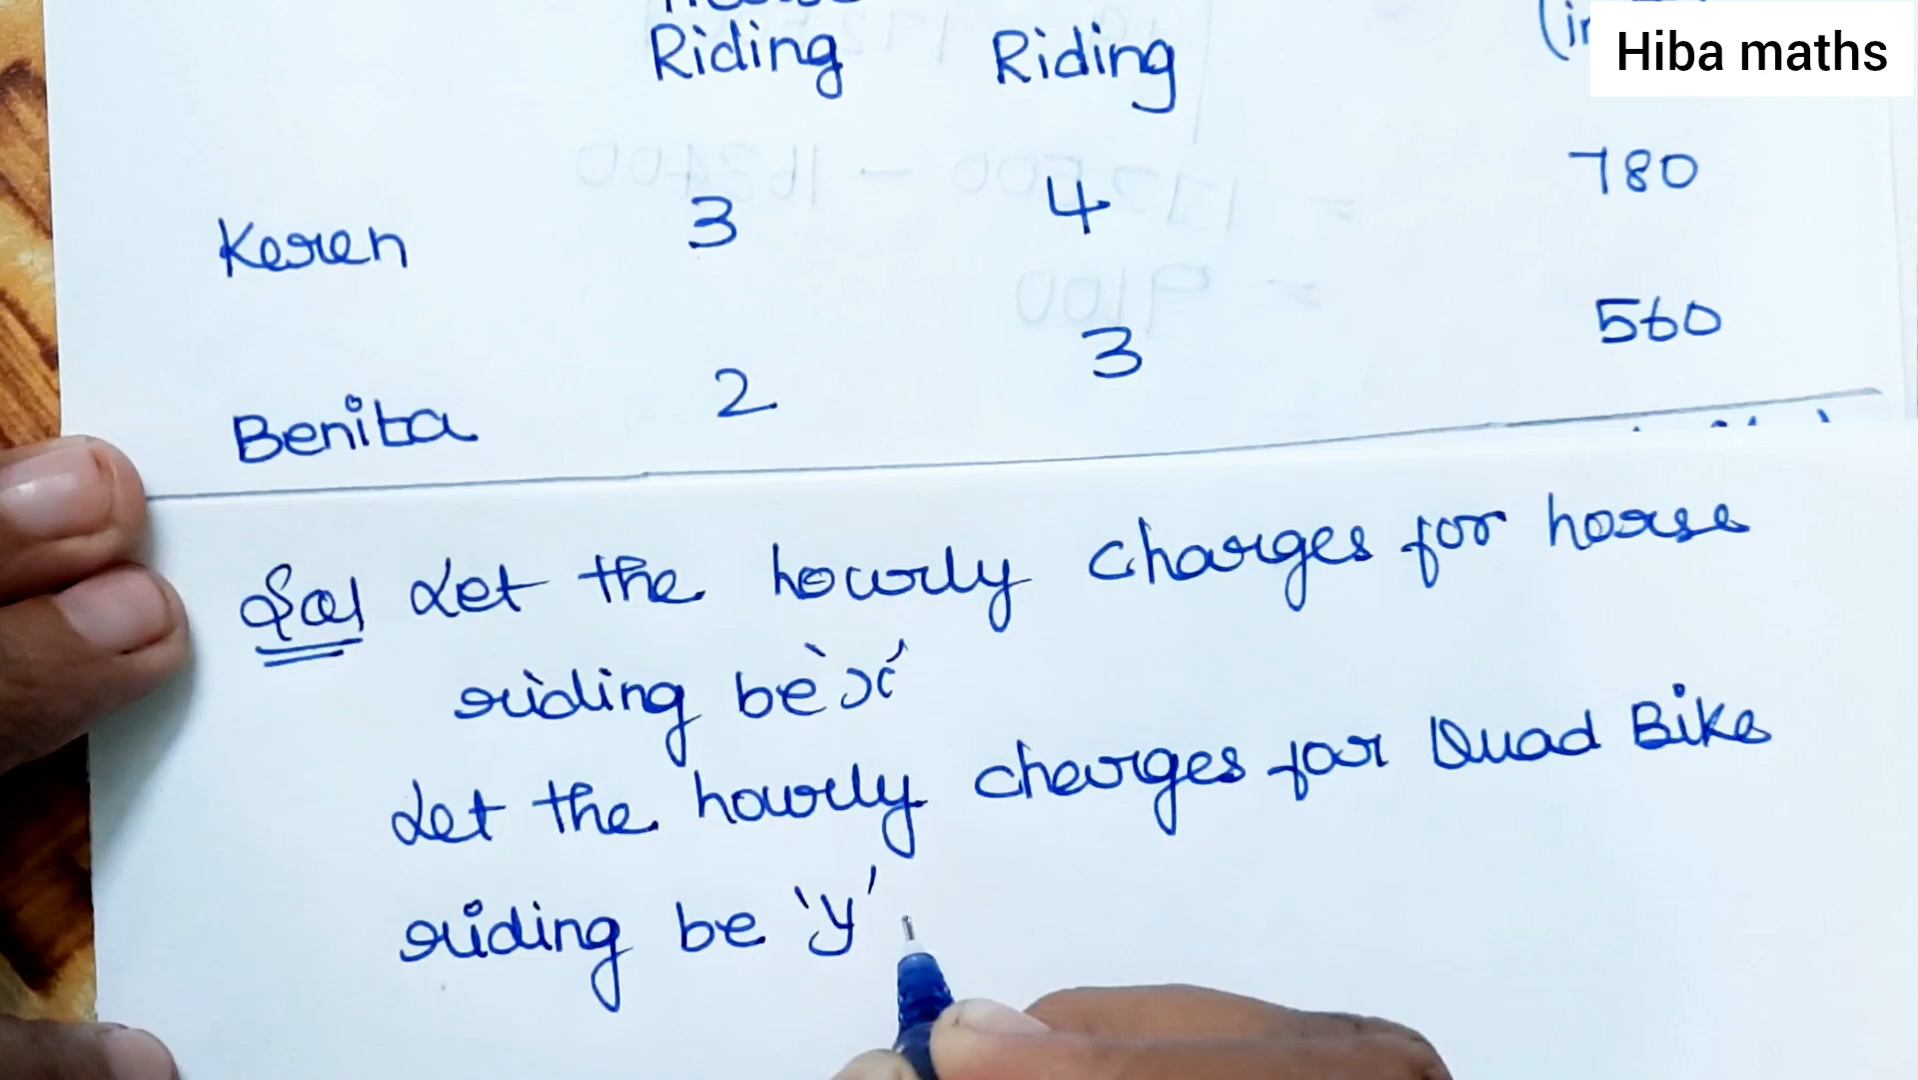 Hiba maths
Riding Riding
Keren 3 4 780
Benita 2 3 560
Sol Let the hourly charges for horse
riding be 'x'
Let the hourly charges for Quad Bike
riding be 'y'